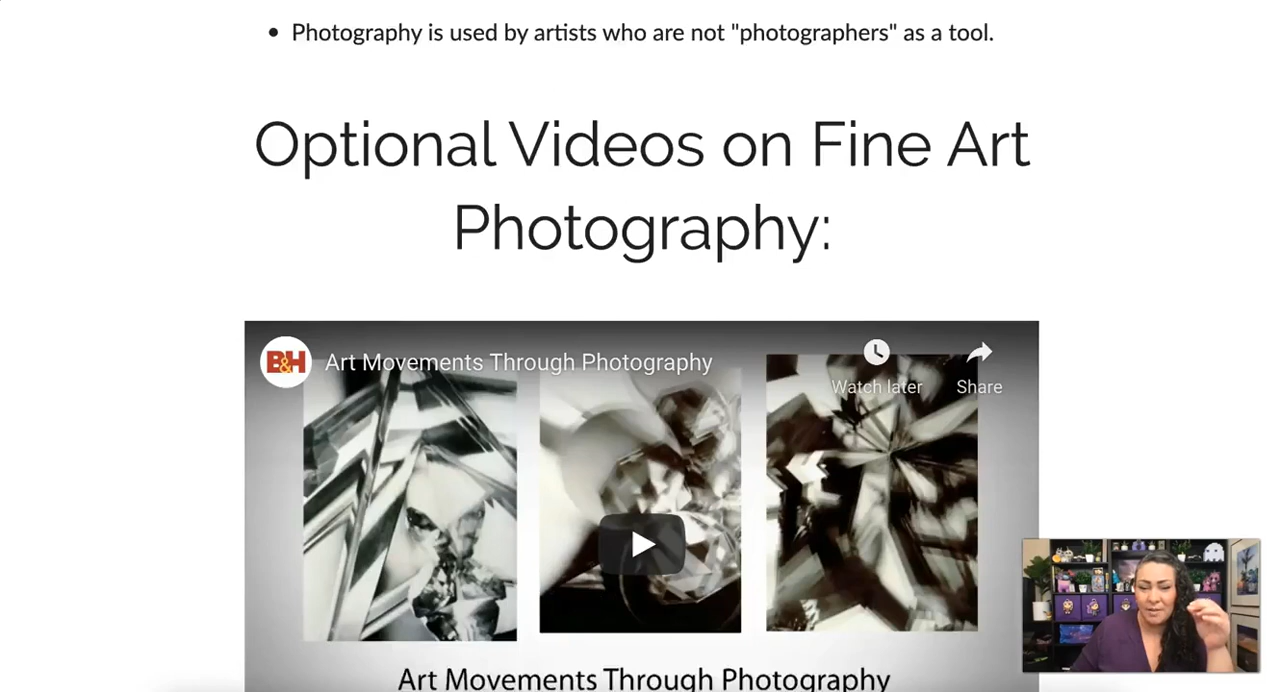 Photography is used by artists who are not "photographers" as a tool.
Optional Videos on Fine Art
Photography:
B&H
Art Movements Through Photography
Watch later
Share
Art Movements Through Photography